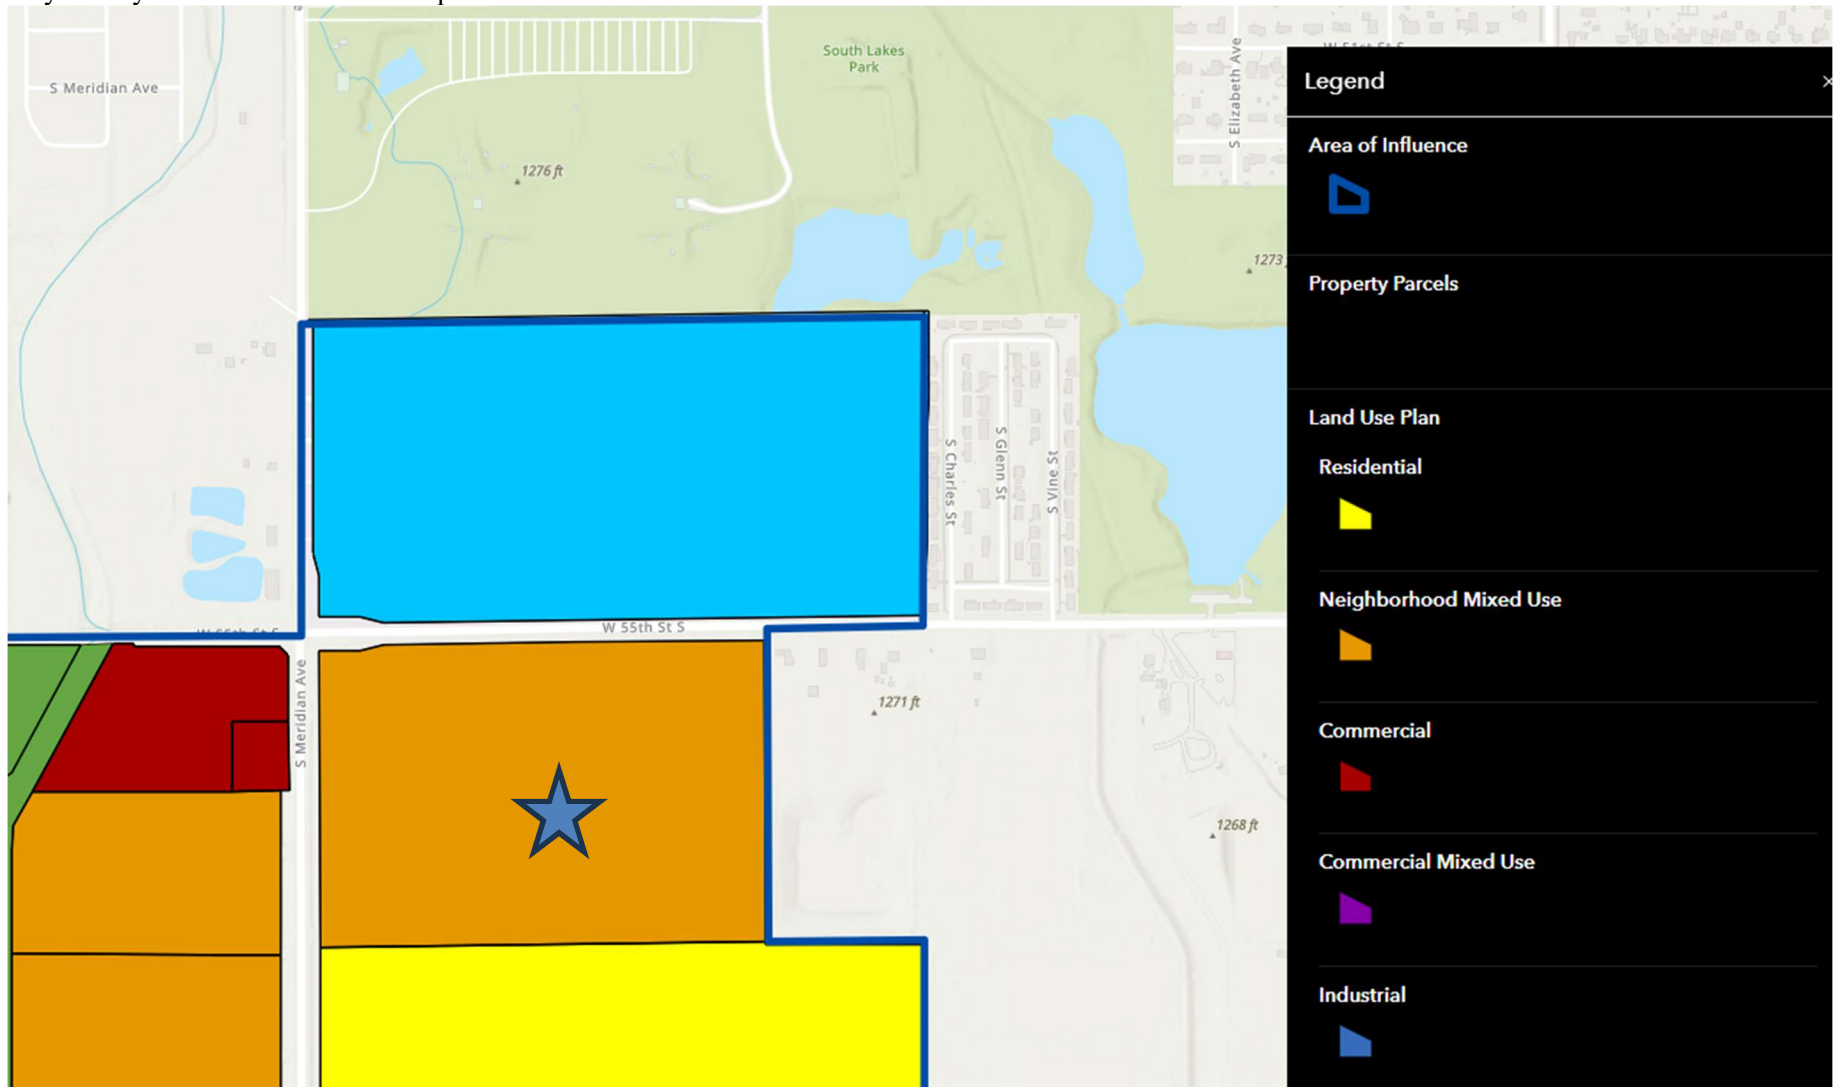 S Meridian Ave
South Lakes
Park
S Elizabeth Ave
1276 ft
1273
S Charles St
S Glenn St
S Vine St
W 55th St S
S Meridian Ave
1271 ft
1268 ft
Legend
Area of Influence
Property Parcels
Land Use Plan
Residential
Neighborhood Mixed Use
Commercial
Commercial Mixed Use
Industrial